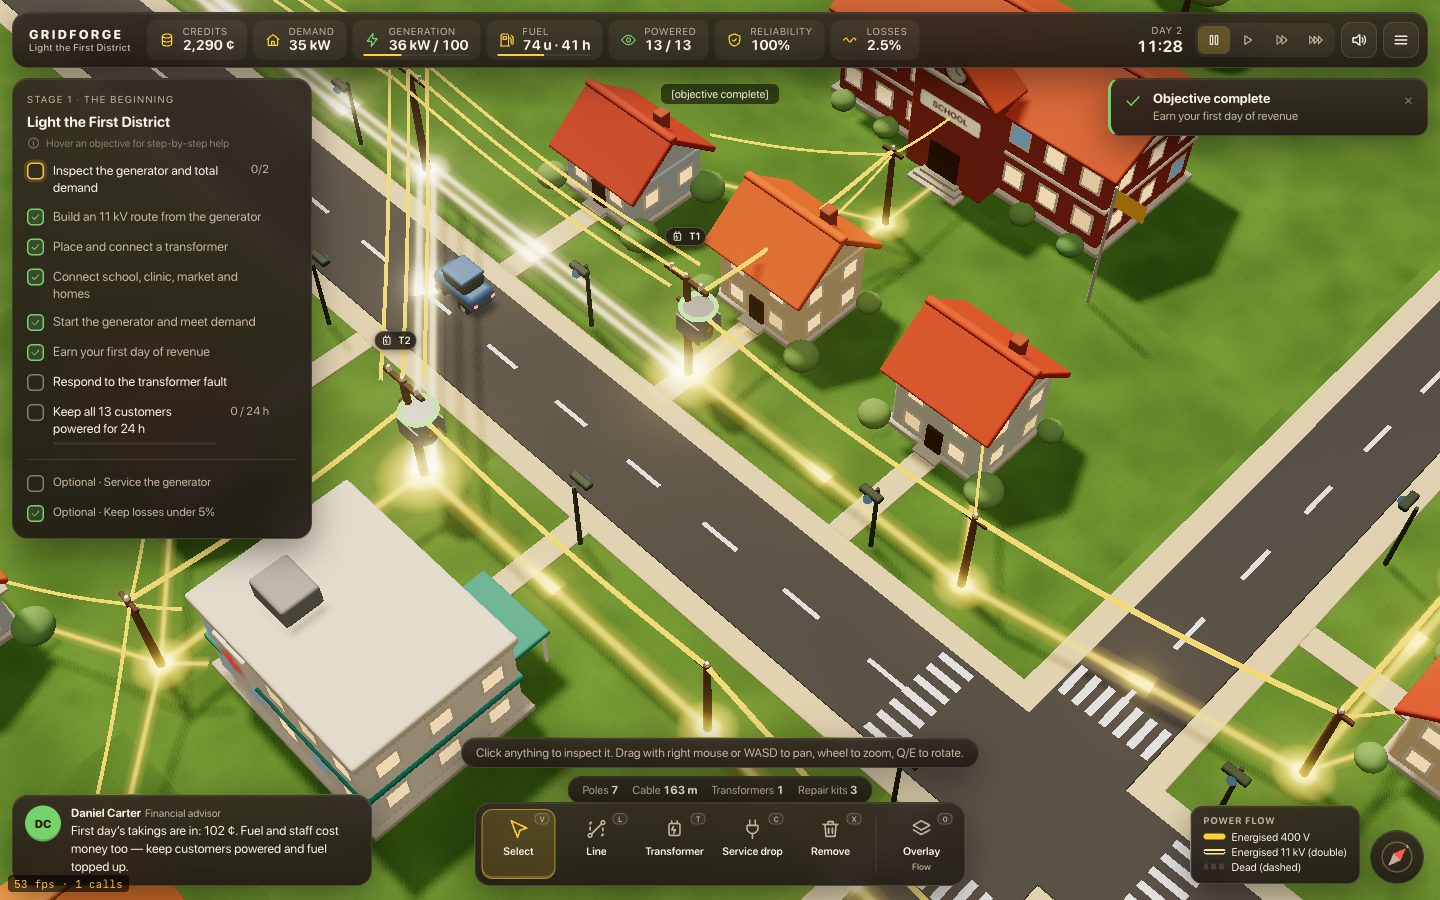 GRIDFORGE
Light the First District
CREDITS
2,290 ¢
DEMAND
35 kW
GENERATION
36 kW / 100
FUEL
74 u · 41 h
POWERED
13 / 13
RELIABILITY
100%
LOSSES
2.5%
DAY 2
11:28
STAGE 1 · THE BEGINNING
Light the First District
Hover an objective for step-by-step help
Inspect the generator and total
demand
0/2
Build an 11 kV route from the generator
Place and connect a transformer
Connect school, clinic, market and
homes
Start the generator and meet demand
Earn your first day of revenue
Respond to the transformer fault
Keep all 13 customers
powered for 24 h
0 / 24 h
Optional · Service the generator
Optional · Keep losses under 5%
[objective complete]
Objective complete
Earn your first day of revenue
×
SCHOOL
T1
T2
Click anything to inspect it. Drag with right mouse or WASD to pan, wheel to zoom, Q/E to rotate.
Poles 7 Cable 163 m Transformers 1 Repair kits 3
V
Select
L
Line
T
Transformer
C
Service drop
X
Remove
O
Overlay
Flow
DC
Daniel Carter Financial advisor
First day's takings are in: 102 ¢. Fuel and staff cost
money too — keep customers powered and fuel
topped up.
53 fps · 1 calls
POWER FLOW
Energised 400 V
Energised 11 kV (double)
Dead (dashed)